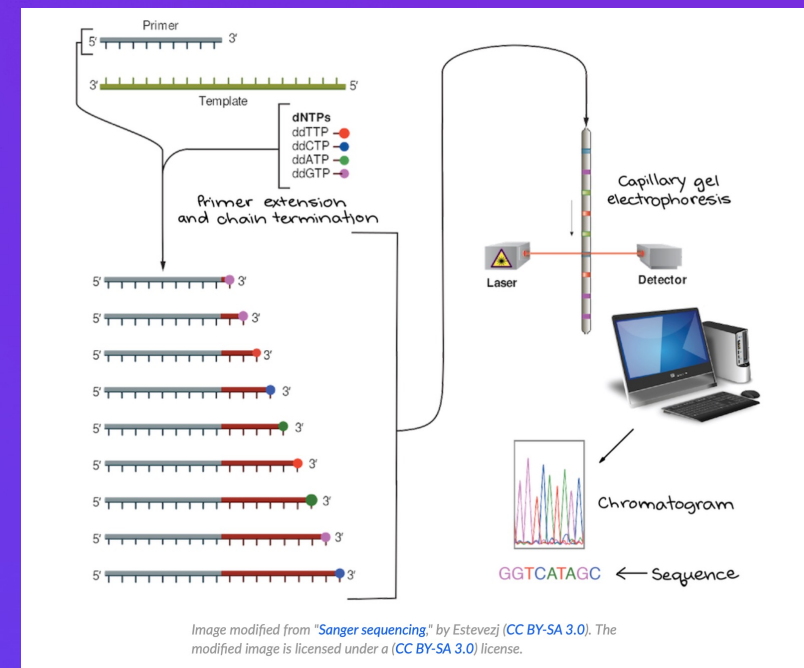 Primer
5' 3'
3' 5'
Template
dNTPs
ddTTP
ddCTP
ddATP
ddGTP
Primer extension
and chain termination
5' 3'
5' 3'
5' 3'
5' 3'
5' 3'
5' 3'
5' 3'
5' 3'
5' 3'
Capillary gel
electrophoresis
Laser
Detector
Chromatogram
GGTCATAGC
Sequence
Image modified from "Sanger sequencing," by Estevezj (CC BY-SA 3.0). The
modified image is licensed under a (CC BY-SA 3.0) license.